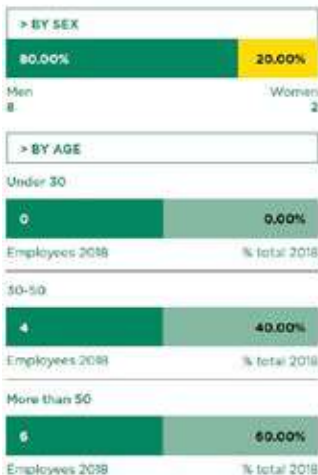 > BY SEX
80.00% 20.00%
Men Women
8 2
> BY AGE
Under 30
0 0.00%
Employees 2018 % total 2018
30-50
4 40.00%
Employees 2018 % total 2018
More than 50
6 60.00%
Employees 2018 % total 2018